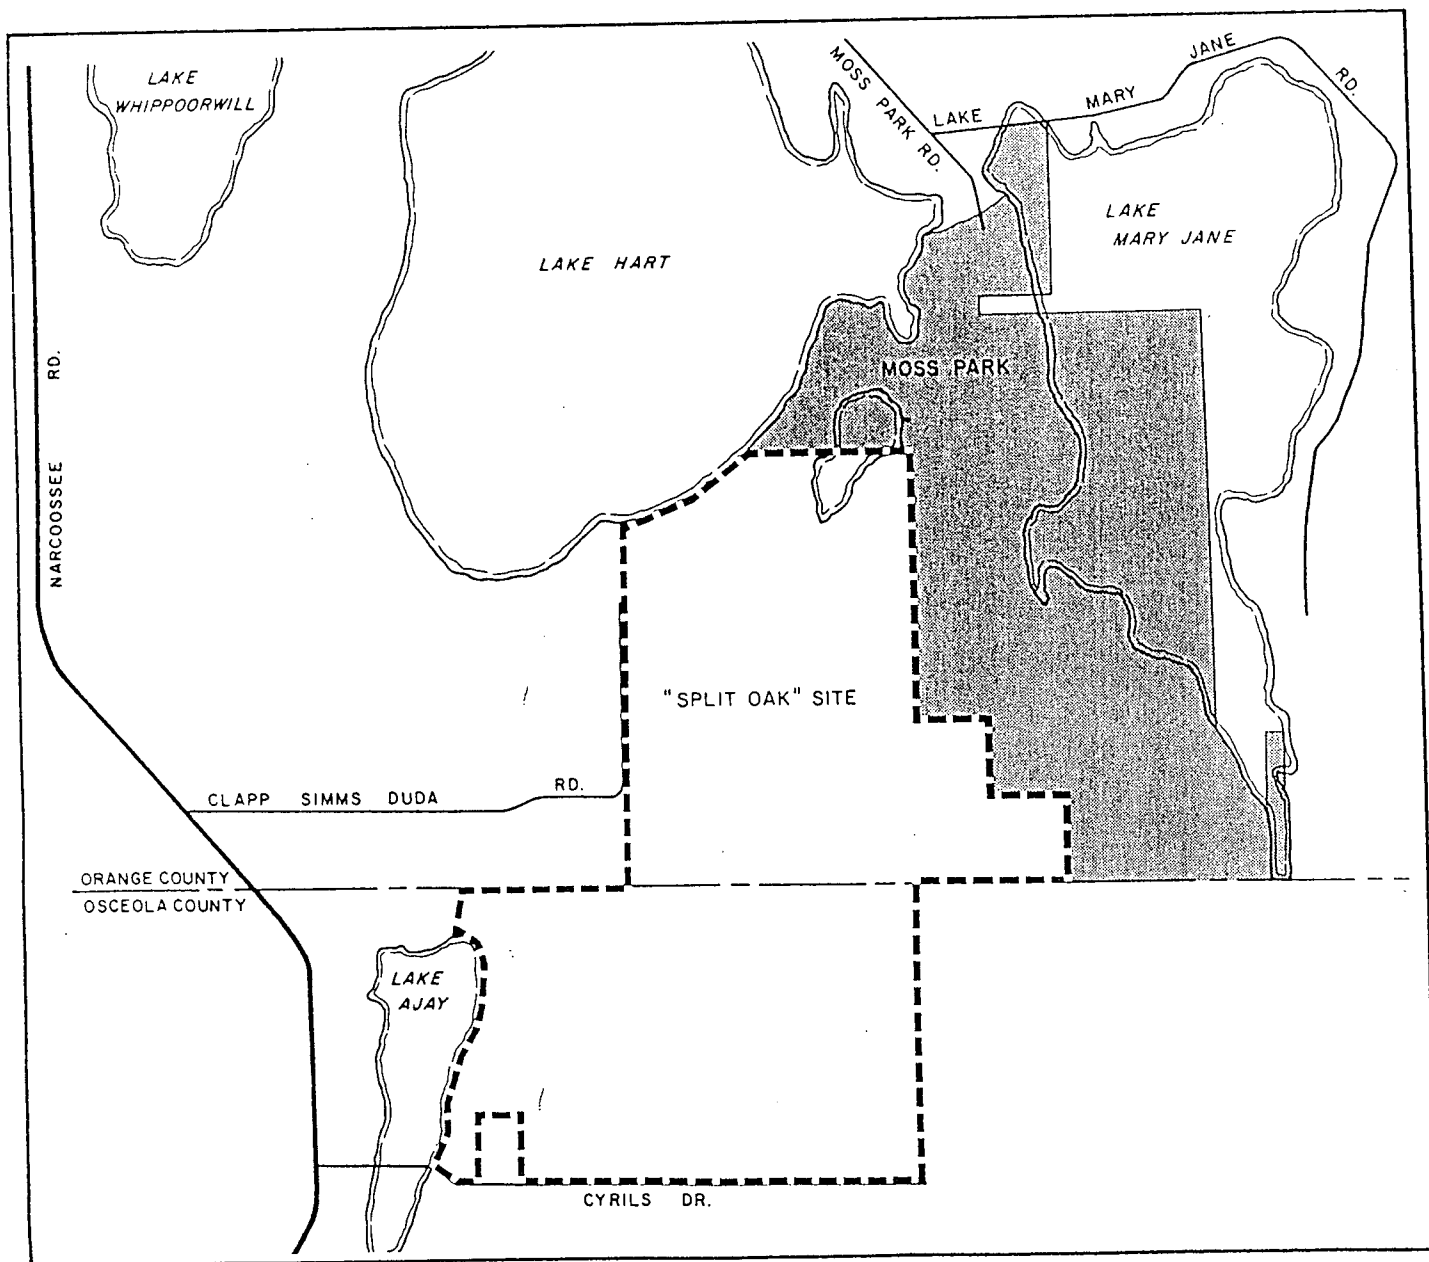 LAKE
WHIPPOORWILL
MOSS PARK RD.
LAKE MARY JANE RD.
LAKE
MARY JANE
LAKE HART
MOSS PARK
NARCOOSSEE RD.
"SPLIT OAK" SITE
CLAPP SIMMS DUDA RD.
ORANGE COUNTY
OSCEOLA COUNTY
LAKE
AJAY
CYRILS DR.